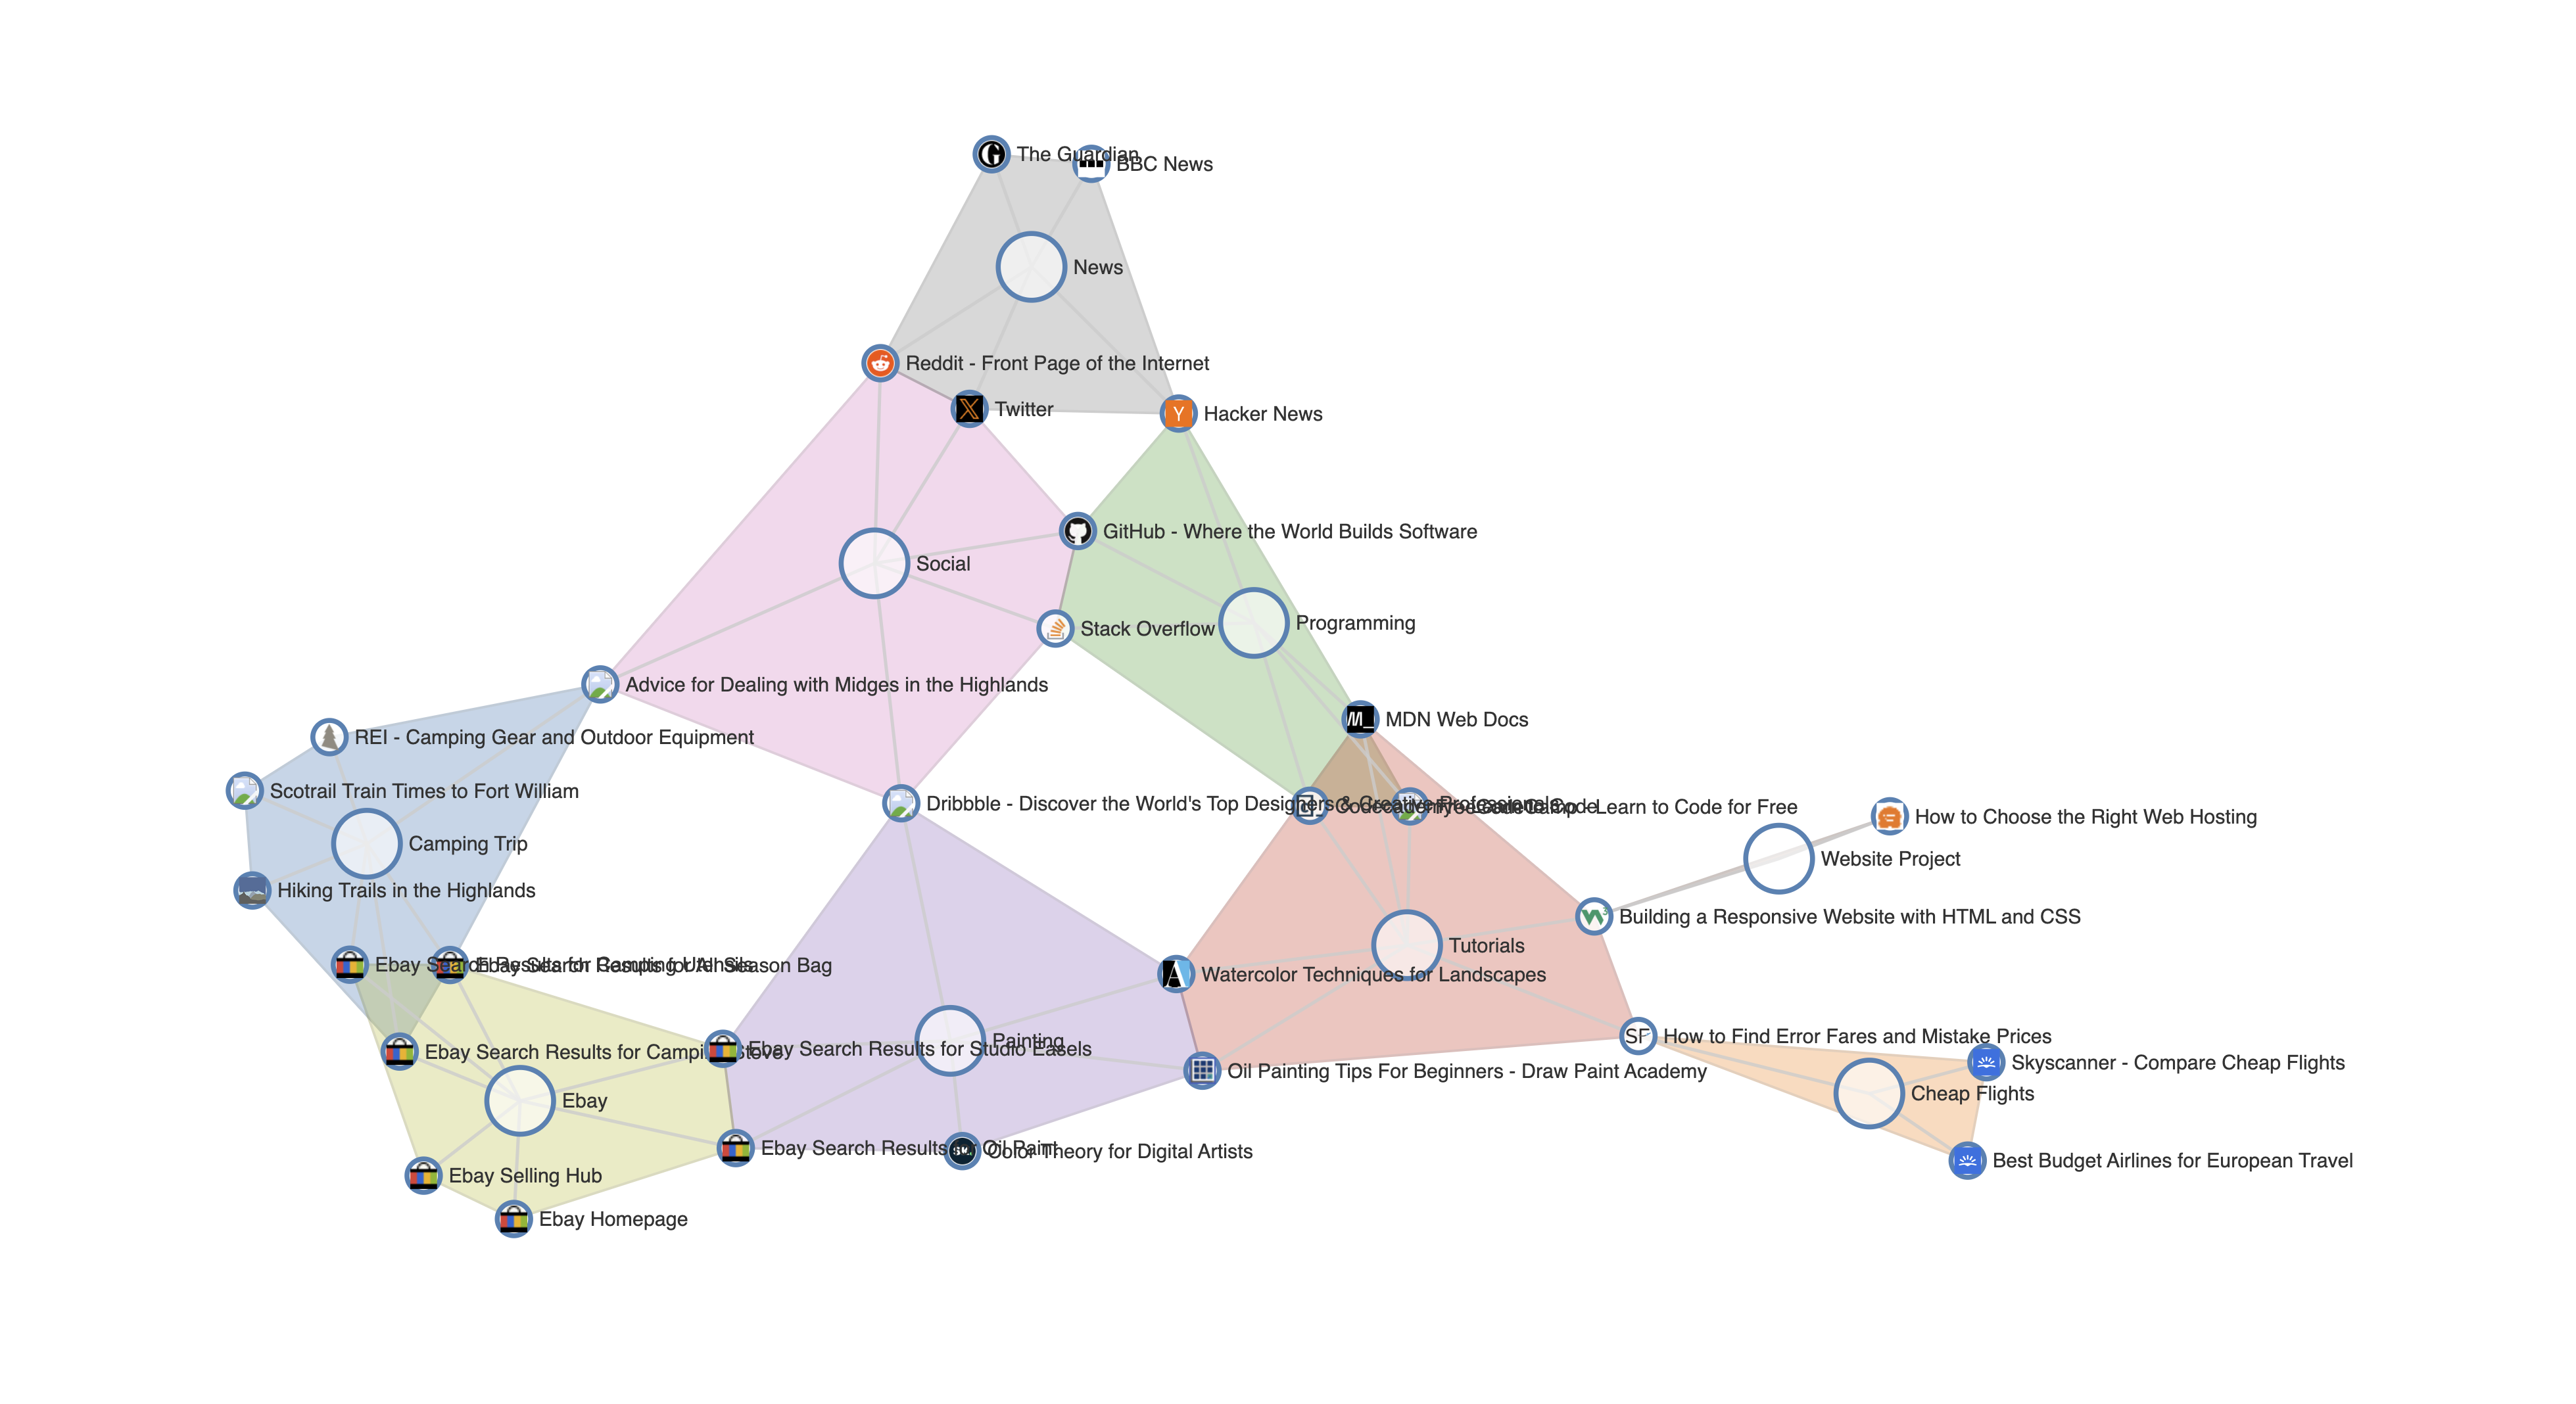 The Guardian
BBC News
News
Reddit - Front Page of the Internet
Twitter
Y
Hacker News
GitHub - Where the World Builds Software
Social
Programming
Stack Overflow
Advice for Dealing with Midges in the Highlands
M_
MDN Web Docs
REI - Camping Gear and Outdoor Equipment
Scotrail Train Times to Fort William
Dribbble - Discover the World's Top Designers & Creative Professionals
Learn to Code for Free
How to Choose the Right Web Hosting
Camping Trip
Website Project
Hiking Trails in the Highlands
Building a Responsive Website with HTML and CSS
Tutorials
Ebay Search Results for Camping Utensils
Ebay Search Results for All Season Bag
A
Watercolor Techniques for Landscapes
SF
How to Find Error Fares and Mistake Prices
Painting
Ebay Search Results for Camping Stove
Ebay Search Results for Studio Easels
Skyscanner - Compare Cheap Flights
Oil Painting Tips For Beginners - Draw Paint Academy
Cheap Flights
Ebay
Ebay Search Results for Oil Paint
Color Theory for Digital Artists
Best Budget Airlines for European Travel
Ebay Selling Hub
Ebay Homepage